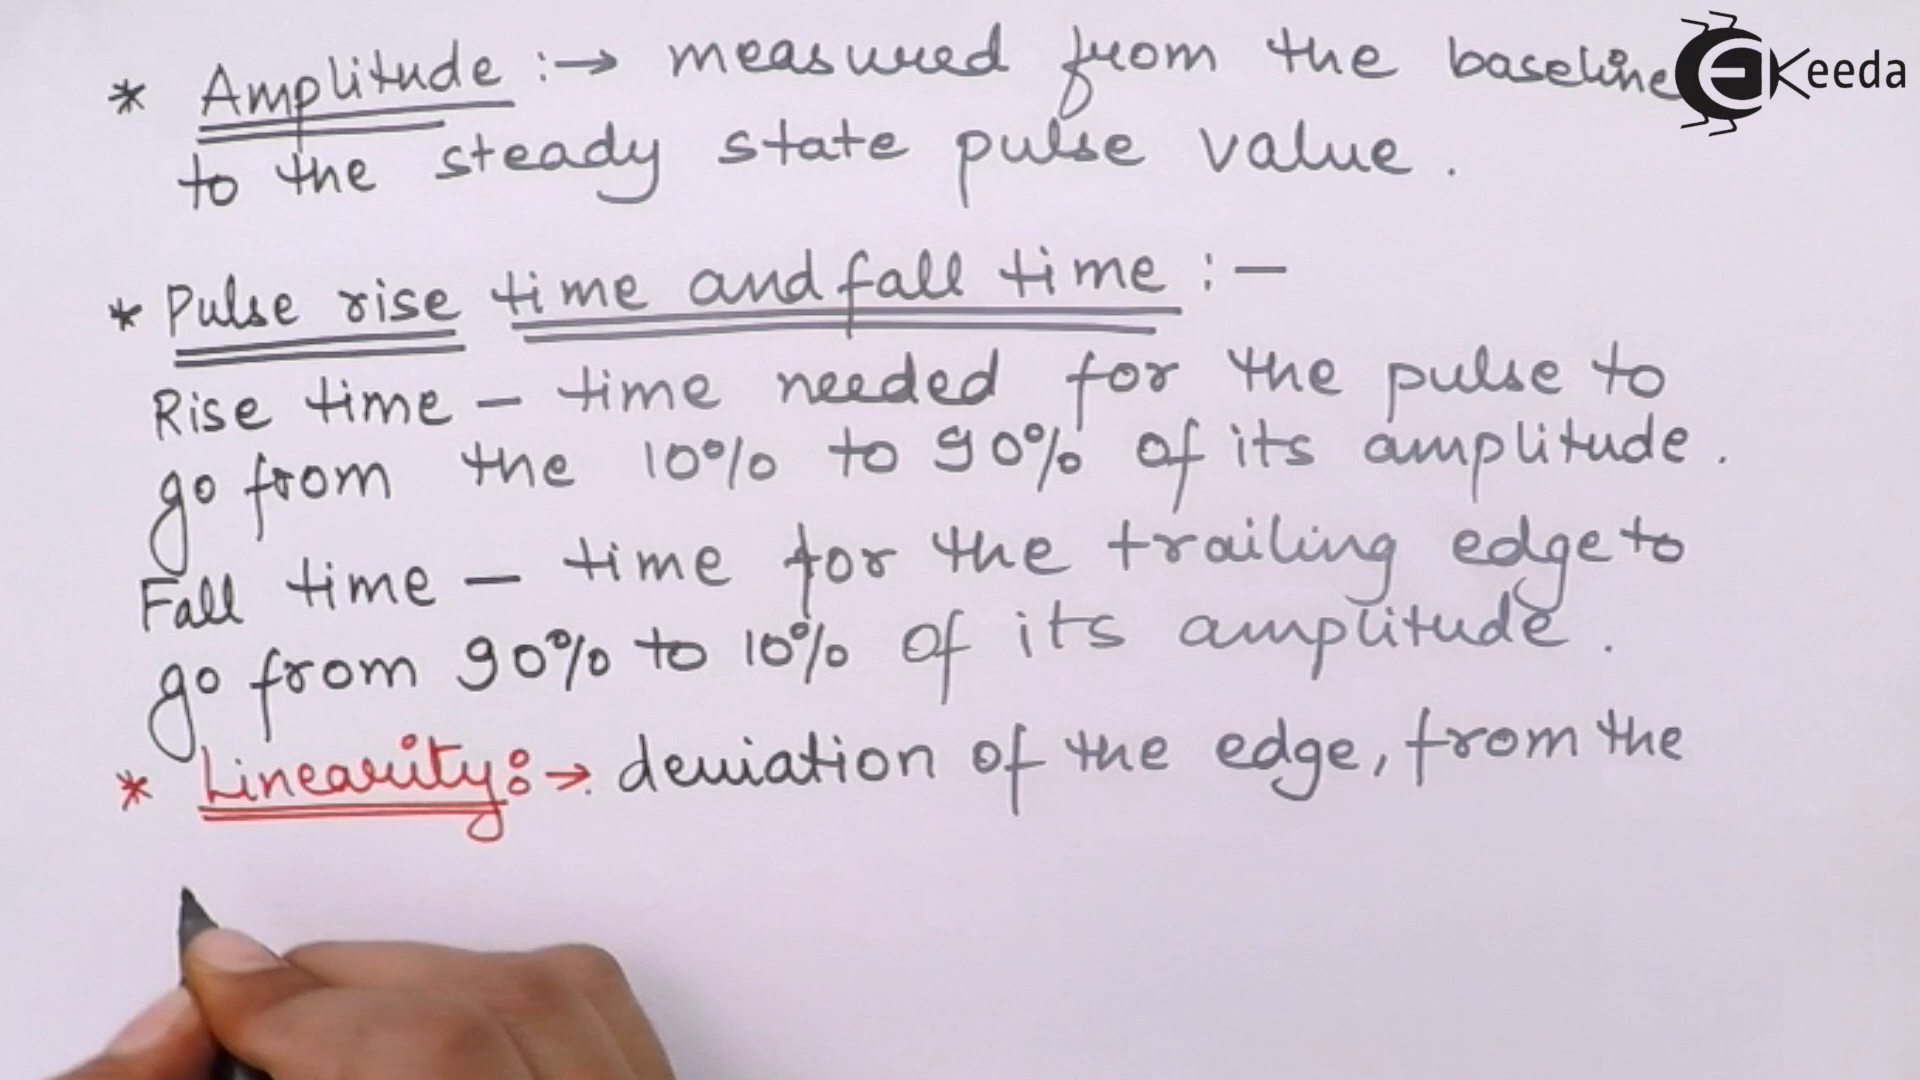 * Amplitude :→ measured from the baseline
EKeeda
to the steady state pulse value.
* Pulse rise time and fall time :-
Rise time - time needed for the pulse to
go from the 10% to 90% of its amplitude.
Fall time - time for the trailing edge to
go from 90% to 10% of its amplitude.
* Linearity:→. deviation of the edge, from the